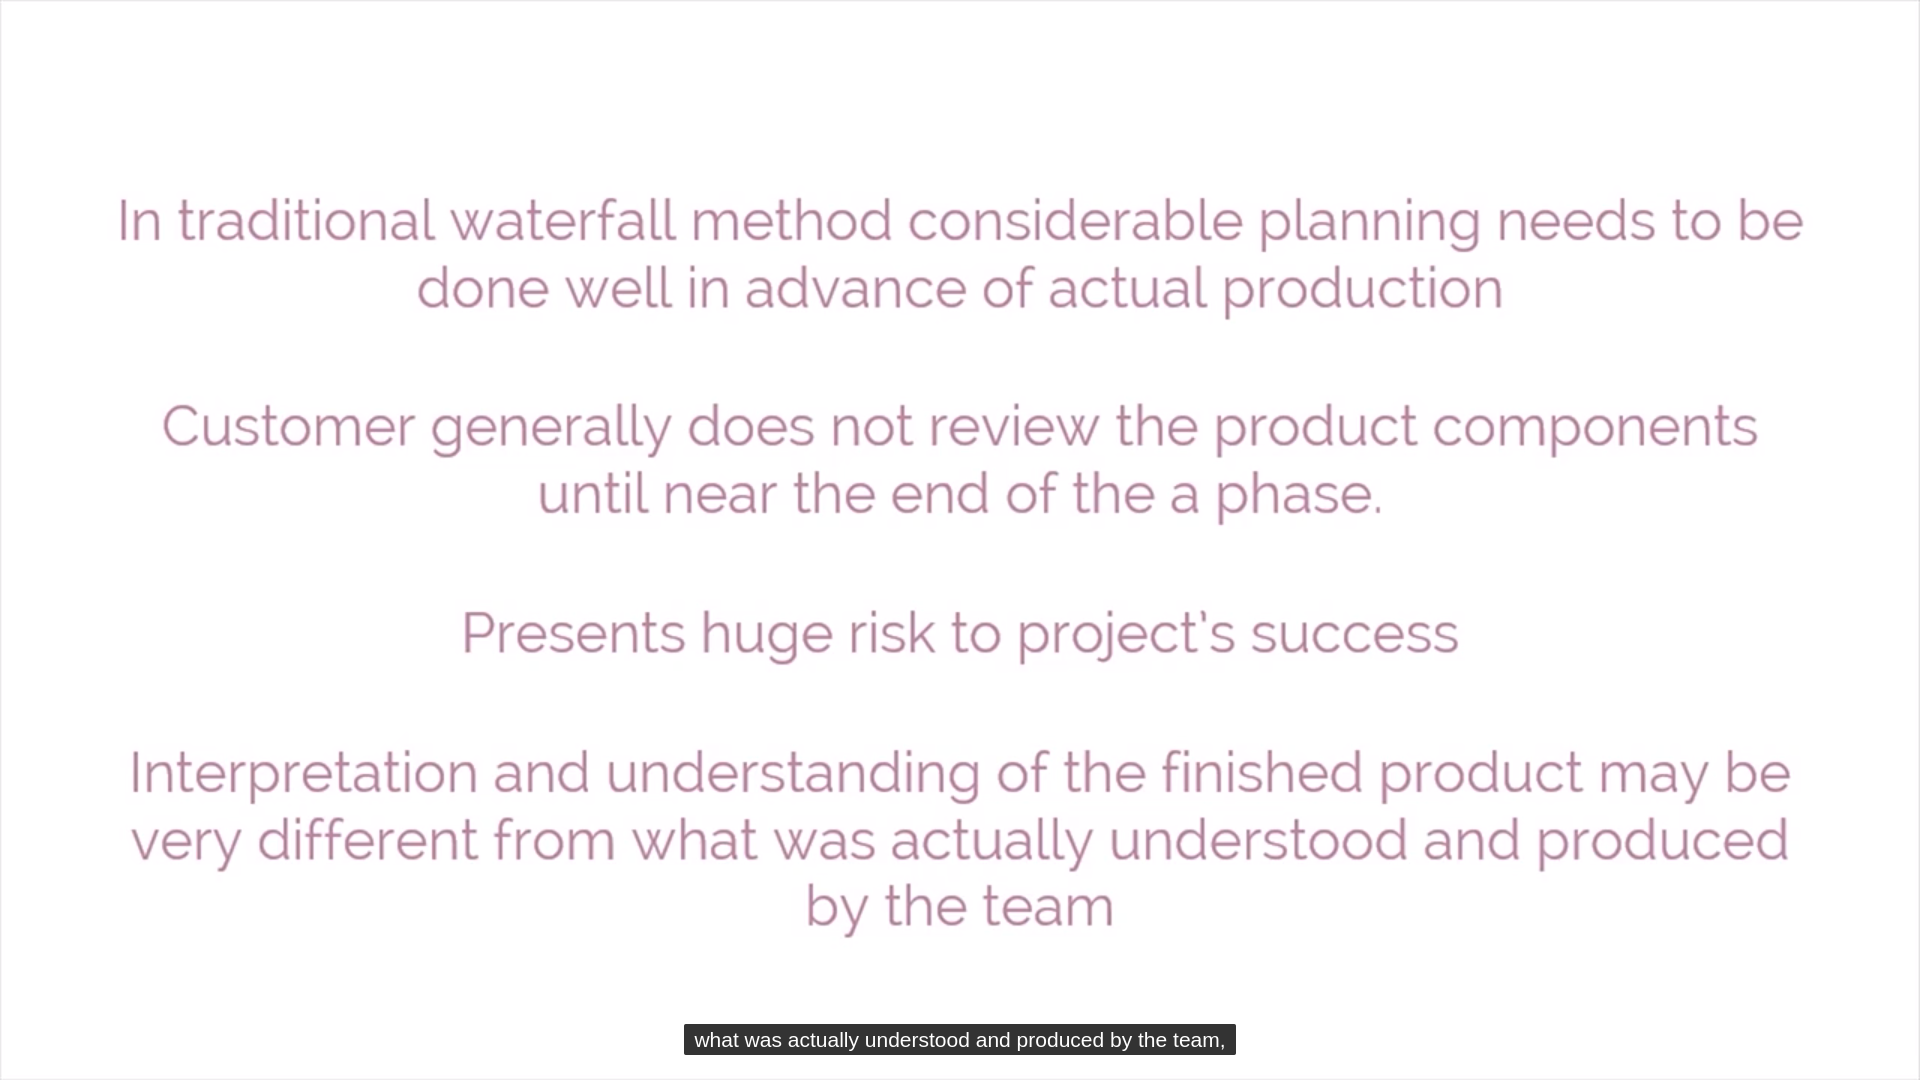 In traditional waterfall method considerable planning needs to be
done well in advance of actual production
Customer generally does not review the product components
until near the end of the a phase.
Presents huge risk to project's success
Interpretation and understanding of the finished product may be
very different from what was actually understood and produced
by the team
what was actually understood and produced by the team,